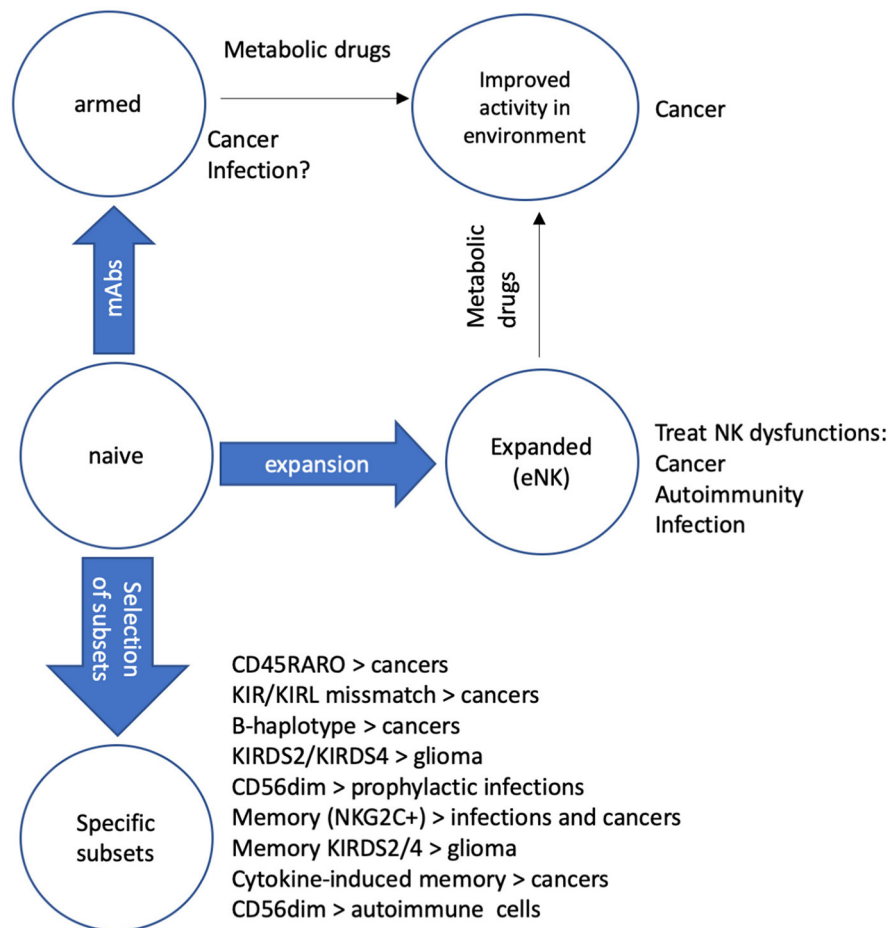 Metabolic drugs
armed
Improved
activity in
environment
Cancer
Cancer
Infection?
mAbs
Metabolic
drugs
naive
expansion
Expanded
(eNK)
Treat NK dysfunctions:
Cancer
Autoimmunity
Infection
Selection
of subsets
CD45RARO > cancers
KIR/KIRL missmatch > cancers
B-haplotype > cancers
KIRDS2/KIRDS4 > glioma
CD56dim > prophylactic infections
Memory (NKG2C+) > infections and cancers
Memory KIRDS2/4 > glioma
Cytokine-induced memory > cancers
CD56dim > autoimmune cells
Specific
subsets